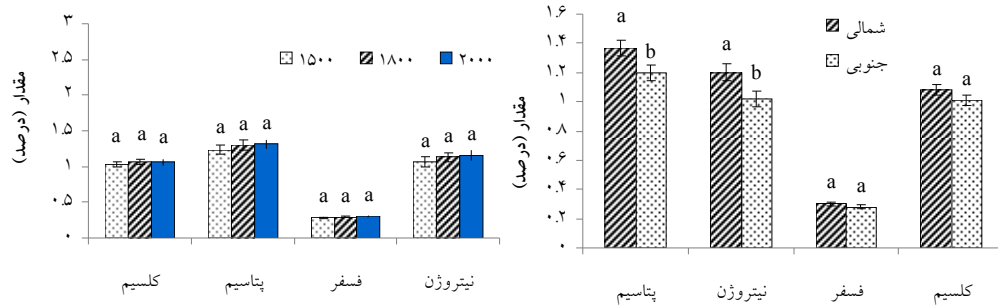 ۳
۲.۵
۲
۱.۵
۱
۰.۵
۰
مقدار (درصد)
۱۵۰۰ ۱۸۰۰ ۲۰۰۰
a a a a a a a a a a a a
کلسیم پتاسیم فسفر نیتروژن
۱.۶
۱.۴
۱.۲
۱
۰.۸
۰.۶
۰.۴
۰.۲
۰
مقدار (درصد)
شمالی
جنوبی
a b a b a a a a
پتاسیم نیتروژن فسفر کلسیم